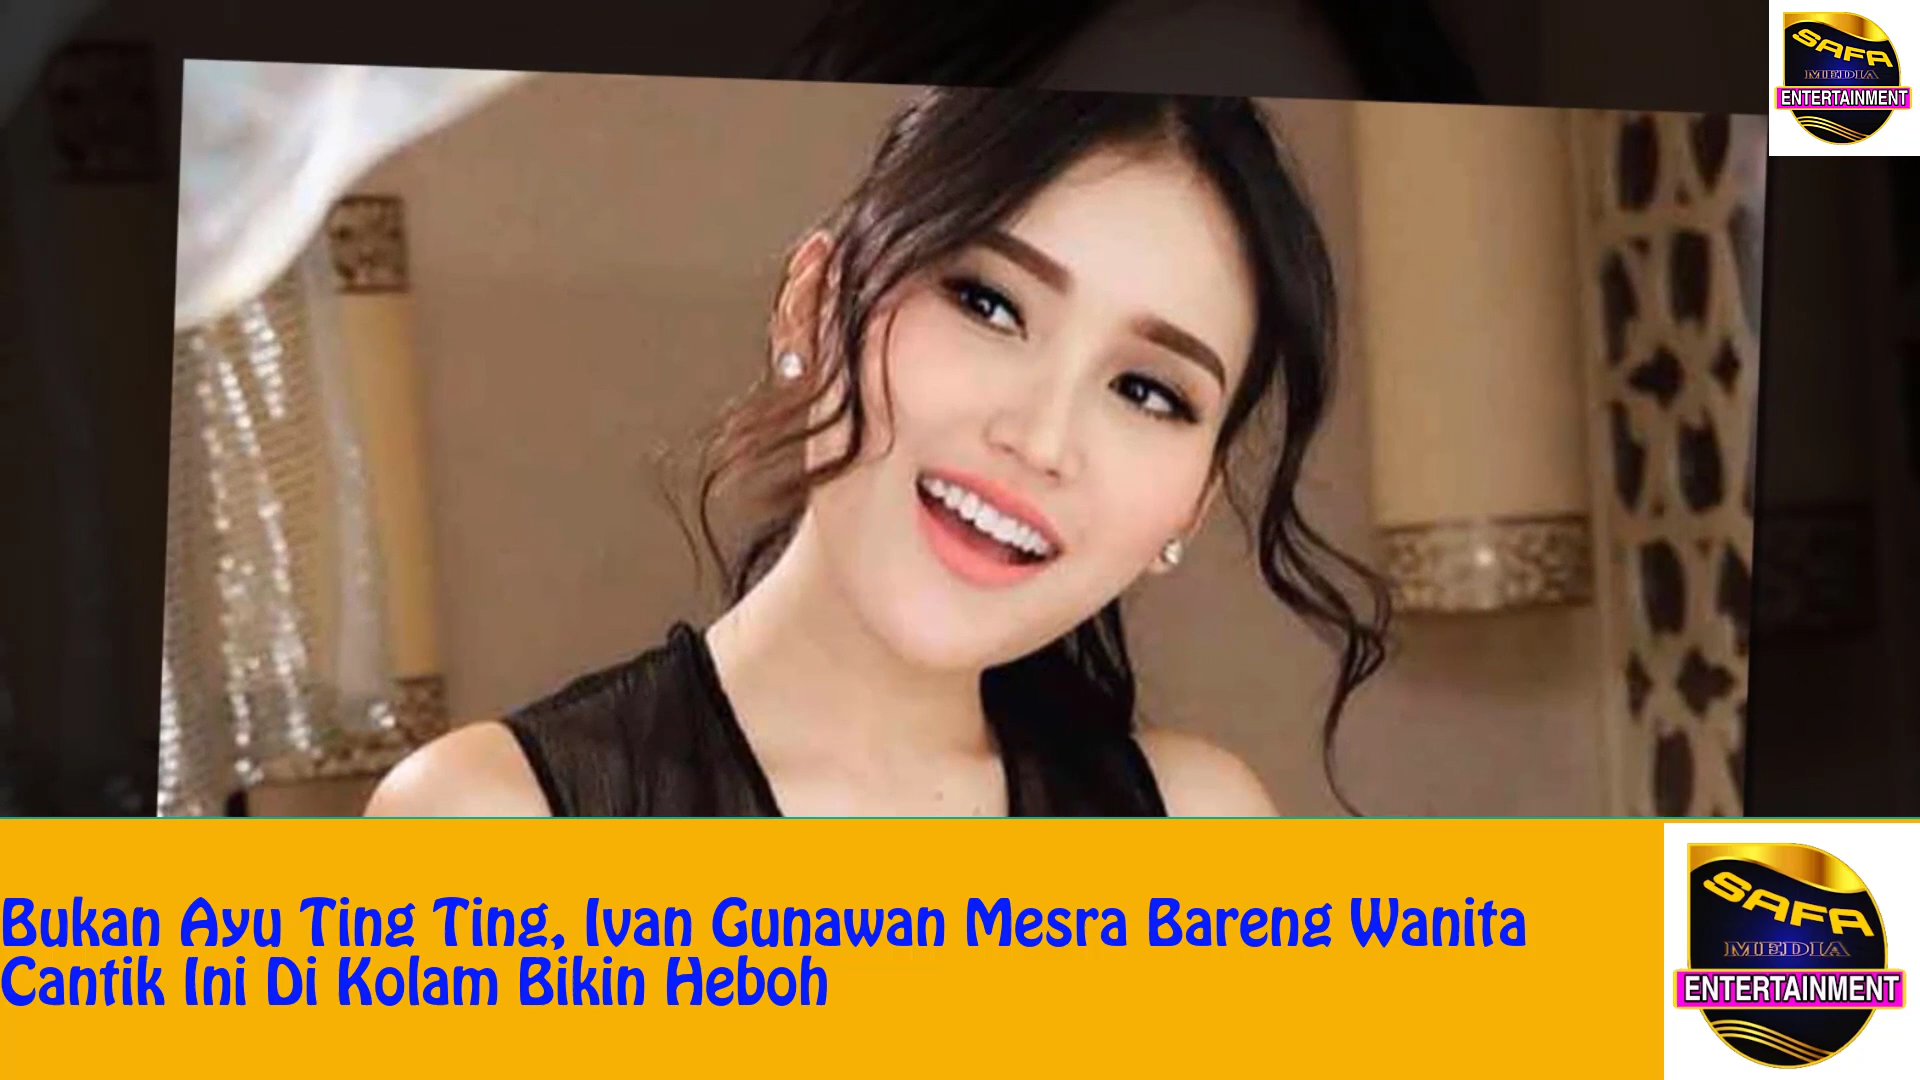 SAFA
MEDIA
ENTERTAINMENT
Bukan Ayu Ting Ting, Ivan Gunawan Mesra Bareng Wanita
Cantik Ini Di Kolam Bikin Heboh
SAFA
MEDIA
ENTERTAINMENT